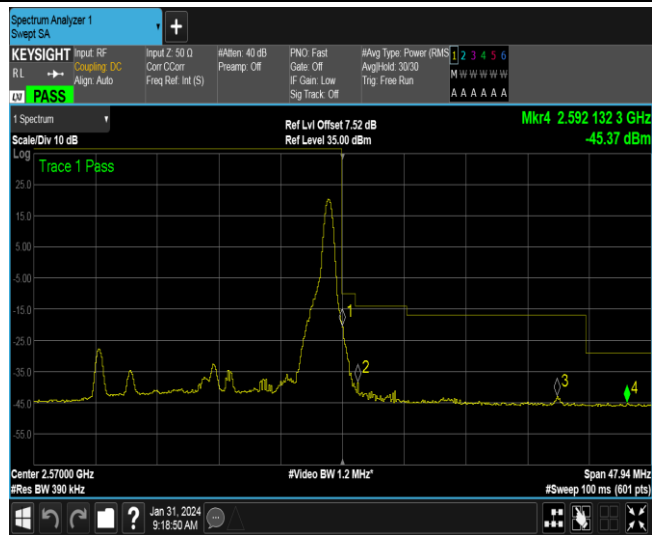 Spectrum Analyzer 1
Swept SA
KEYSIGHT
RL
LXI PASS
Input: RF
Coupling: DC
Align: Auto
Input Z: 50 Ω
Corr CCorr
Freq Ref: Int (S)
#Atten: 40 dB
Preamp: Off
PNO: Fast
Gate: Off
IF Gain: Low
Sig Track: Off
#Avg Type: Power (RMS
Avg|Hold: 30/30
Trig: Free Run
1 2 3 4 5 6
M W W W W W
A A A A A A
1 Spectrum
Scale/Div 10 dB
Ref Lvl Offset 7.52 dB
Ref Level 35.00 dBm
Mkr4 2.592 132 3 GHz
-45.37 dBm
Log
Trace 1 Pass
25.0
15.0
5.00
-5.00
-15.0
-25.0
-35.0
-45.0
-55.0
1
2
3
4
Center 2.57000 GHz
#Res BW 390 kHz
#Video BW 1.2 MHz*
Span 47.94 MHz
#Sweep 100 ms (601 pts)
?
Jan 31, 2024
9:18:50 AM